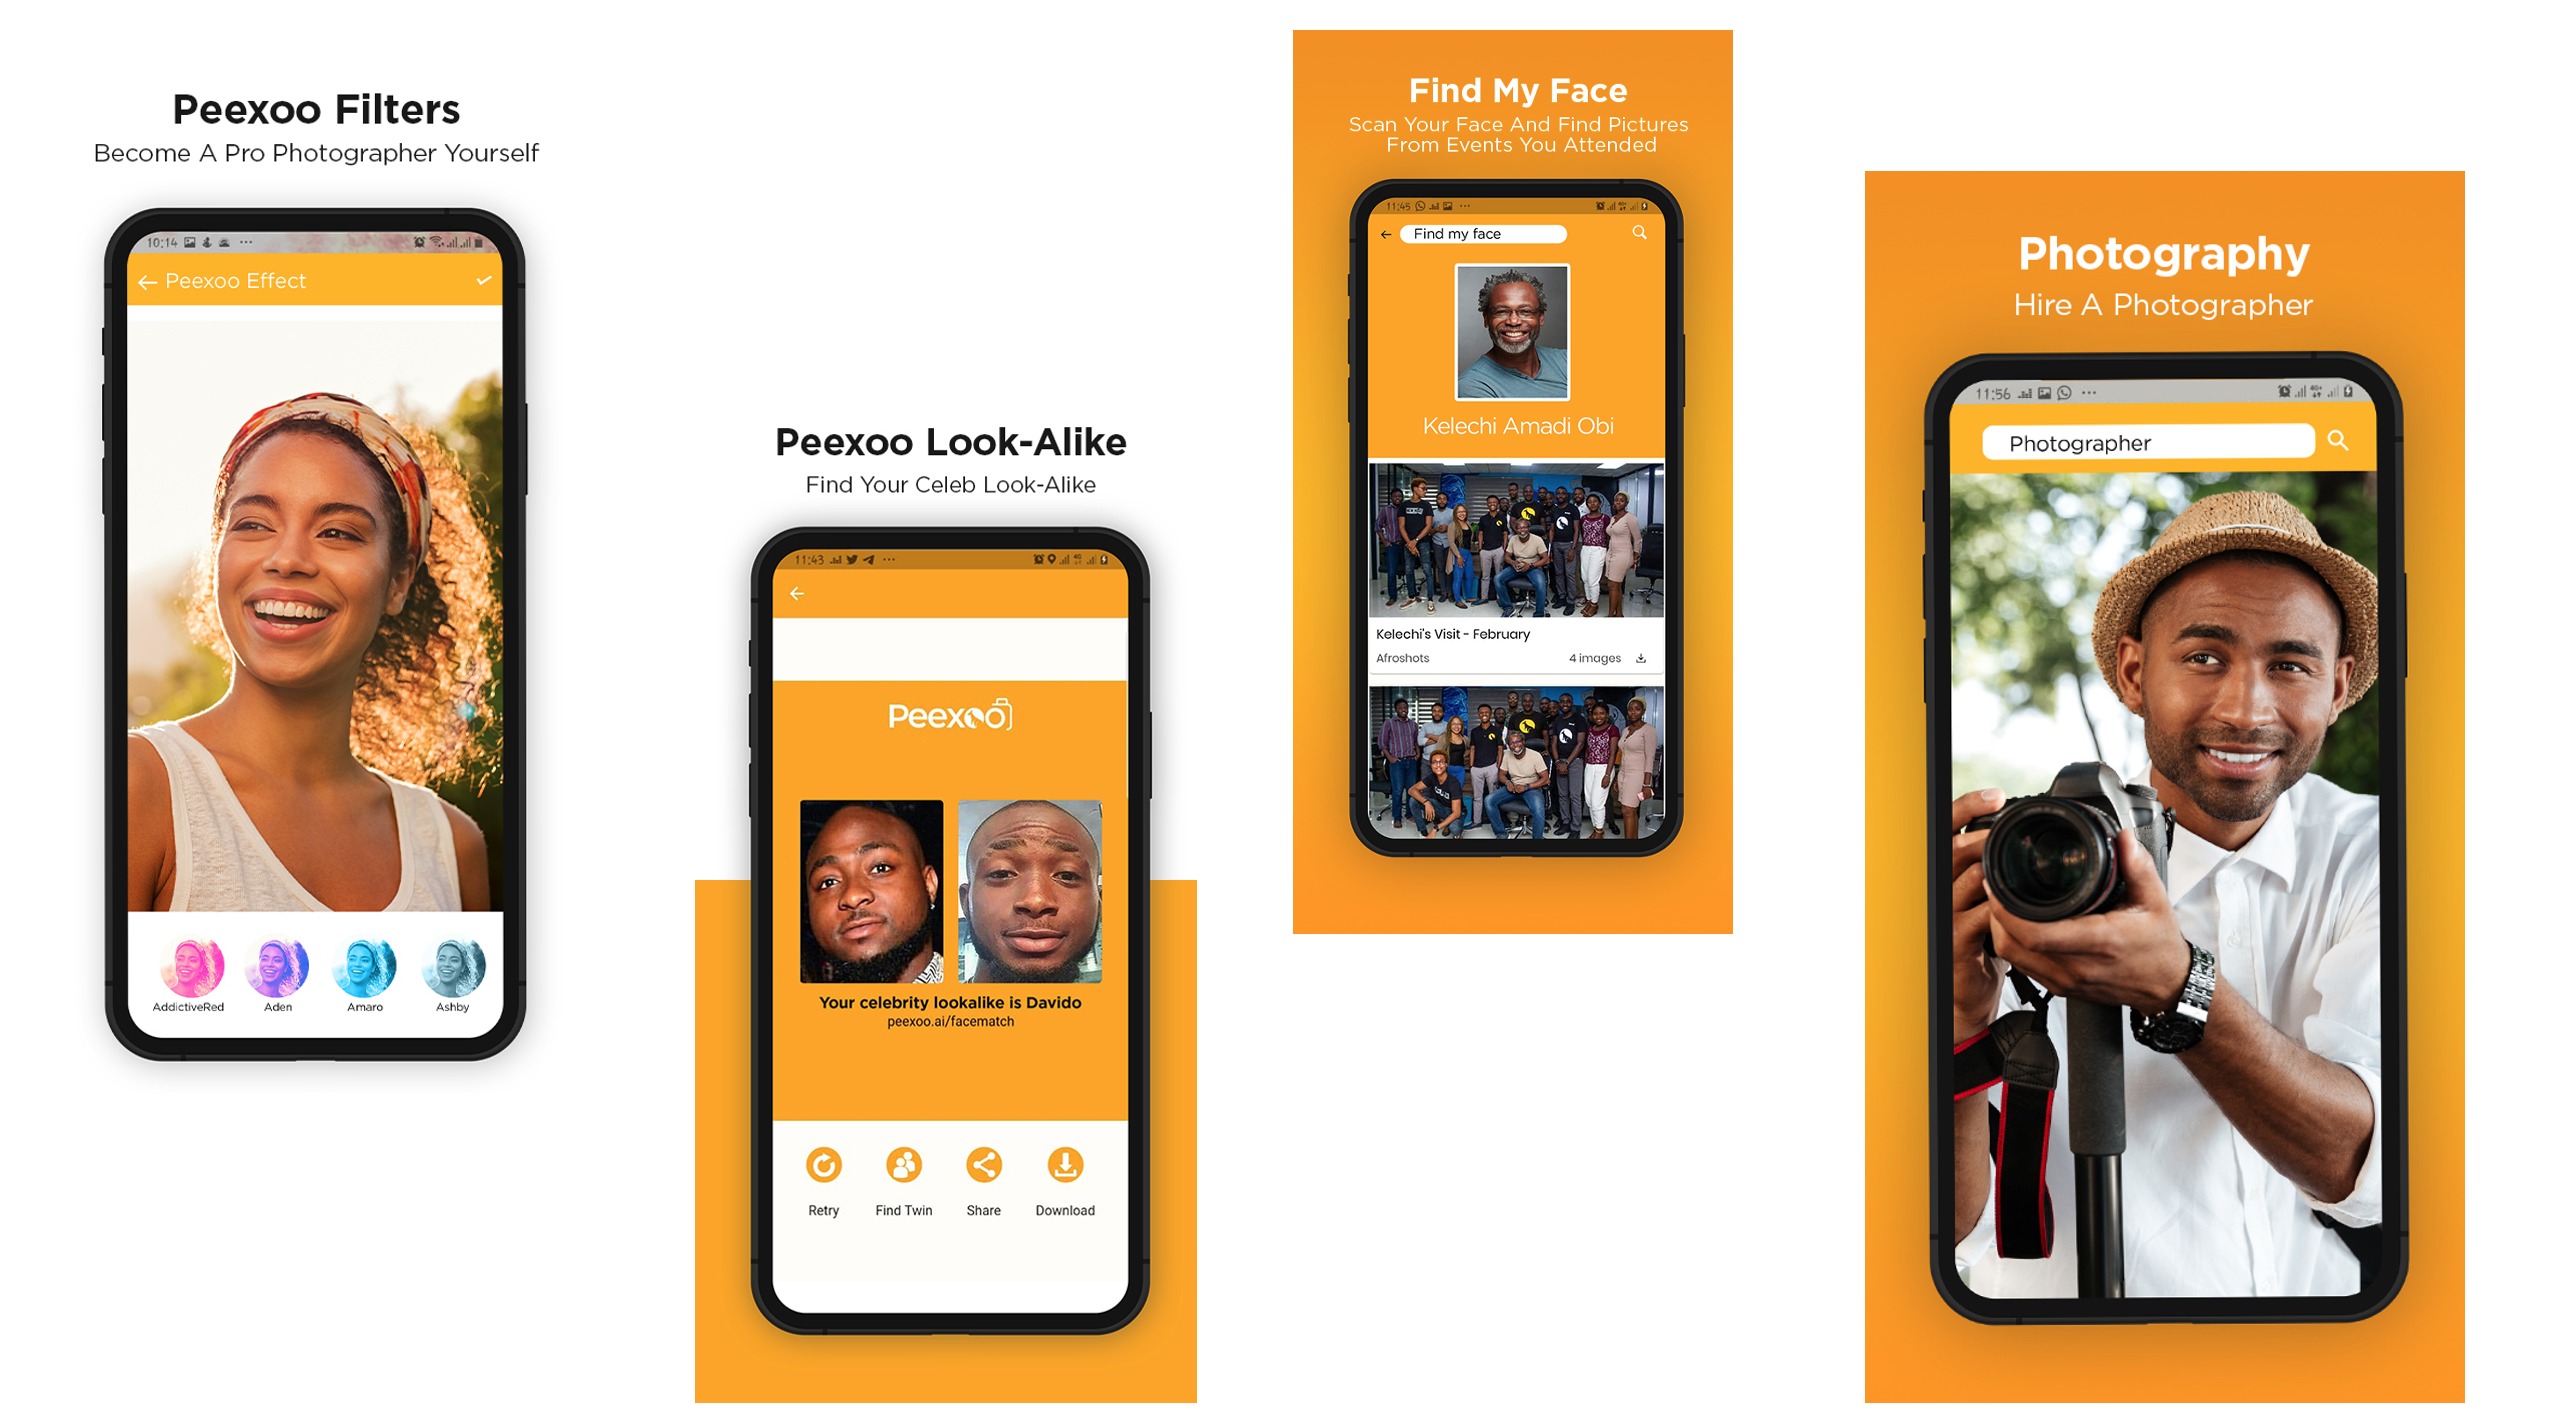 Peexoo Filters
Become A Pro Photographer Yourself
10:14
Peexoo Effect
AddictiveRed
Aden
Amaro
Ashby
Peexoo Look-Alike
Find Your Celeb Look-Alike
11:43
4G
Peexoo
Your celebrity lookalike is Davido
peexoo.ai/facematch
Retry
Find Twin
Share
Download
Find My Face
Scan Your Face And Find Pictures
From Events You Attended
11:45
Find my face
Kelechi Amadi Obi
Kelechi's Visit - February
Afroshots
4 images
Photography
Hire A Photographer
11:56
4G+
Photographer